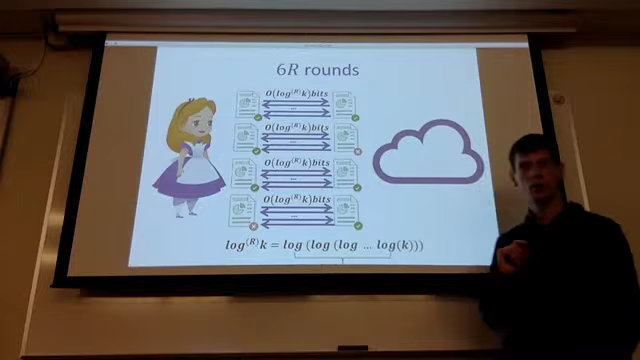 6R rounds
O(log⁽ᴿ⁾k)bits
...
O(log⁽ᴿ⁾k)bits
...
O(log⁽ᴿ⁾k)bits
...
O(log⁽ᴿ⁾k)bits
...
log⁽ᴿ⁾k = log (log (log ... log(k)))